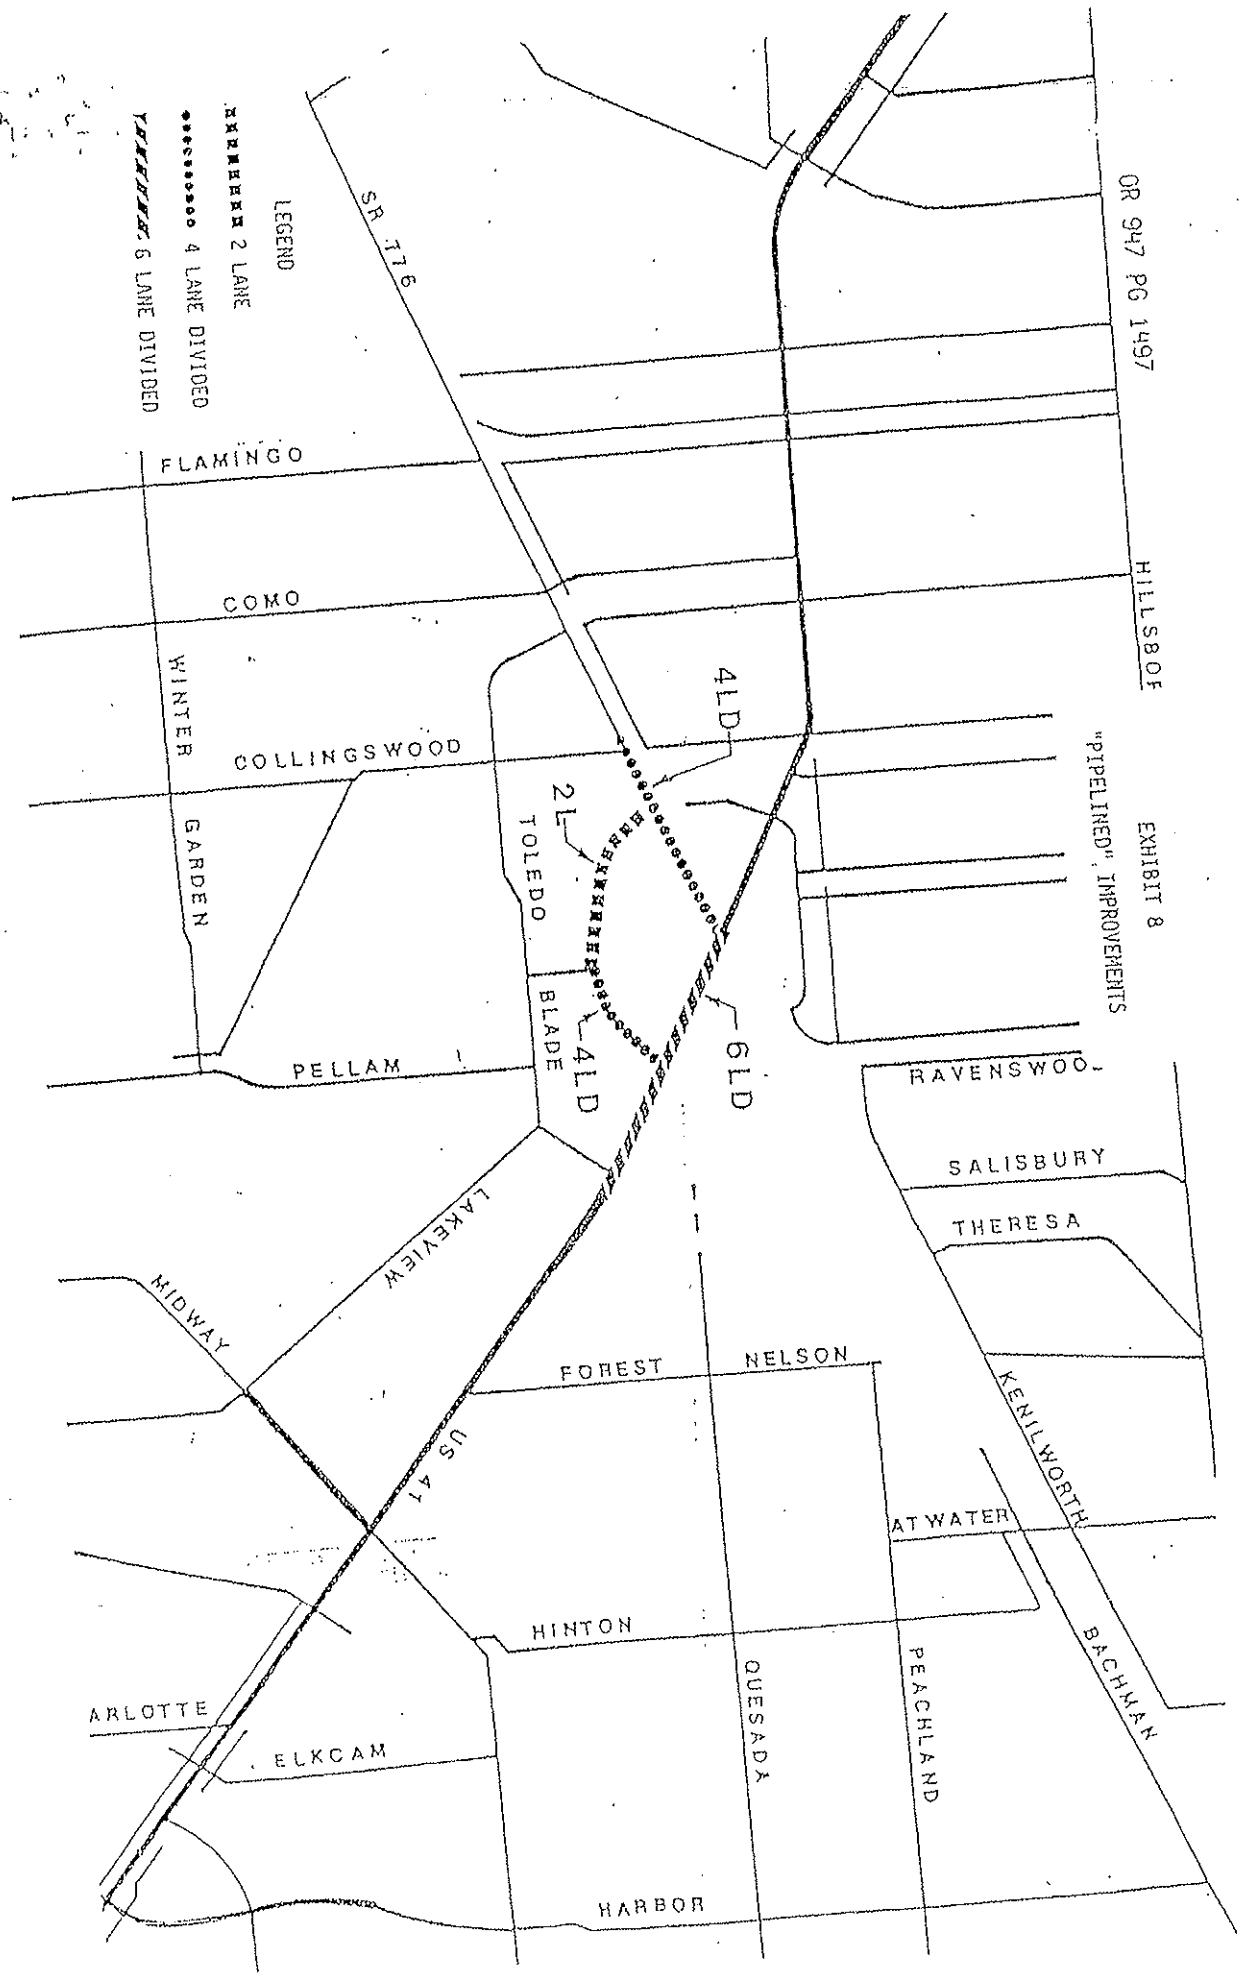 OR 947 PG 1497
EXHIBIT 8
"PIPELINED", IMPROVEMENTS
LEGEND
2 LANE
4 LANE DIVIDED
6 LANE DIVIDED
SR 776
FLAMINGO
COMO
WINTER GARDEN
COLLINGSWOOD
TOLEDO BLADE
PELLAM
4LD
2L
4LD
6LD
RAVENSWOO
SALISBURY
THERESA
KENILWORTH
LAKEVIEW
MIDWAY
FOREST NELSON
US 41
ATWATER
BACHMAN
HINTON
QUESADA
PEACHLAND
ARLOTTE
ELKCAM
HARBOR